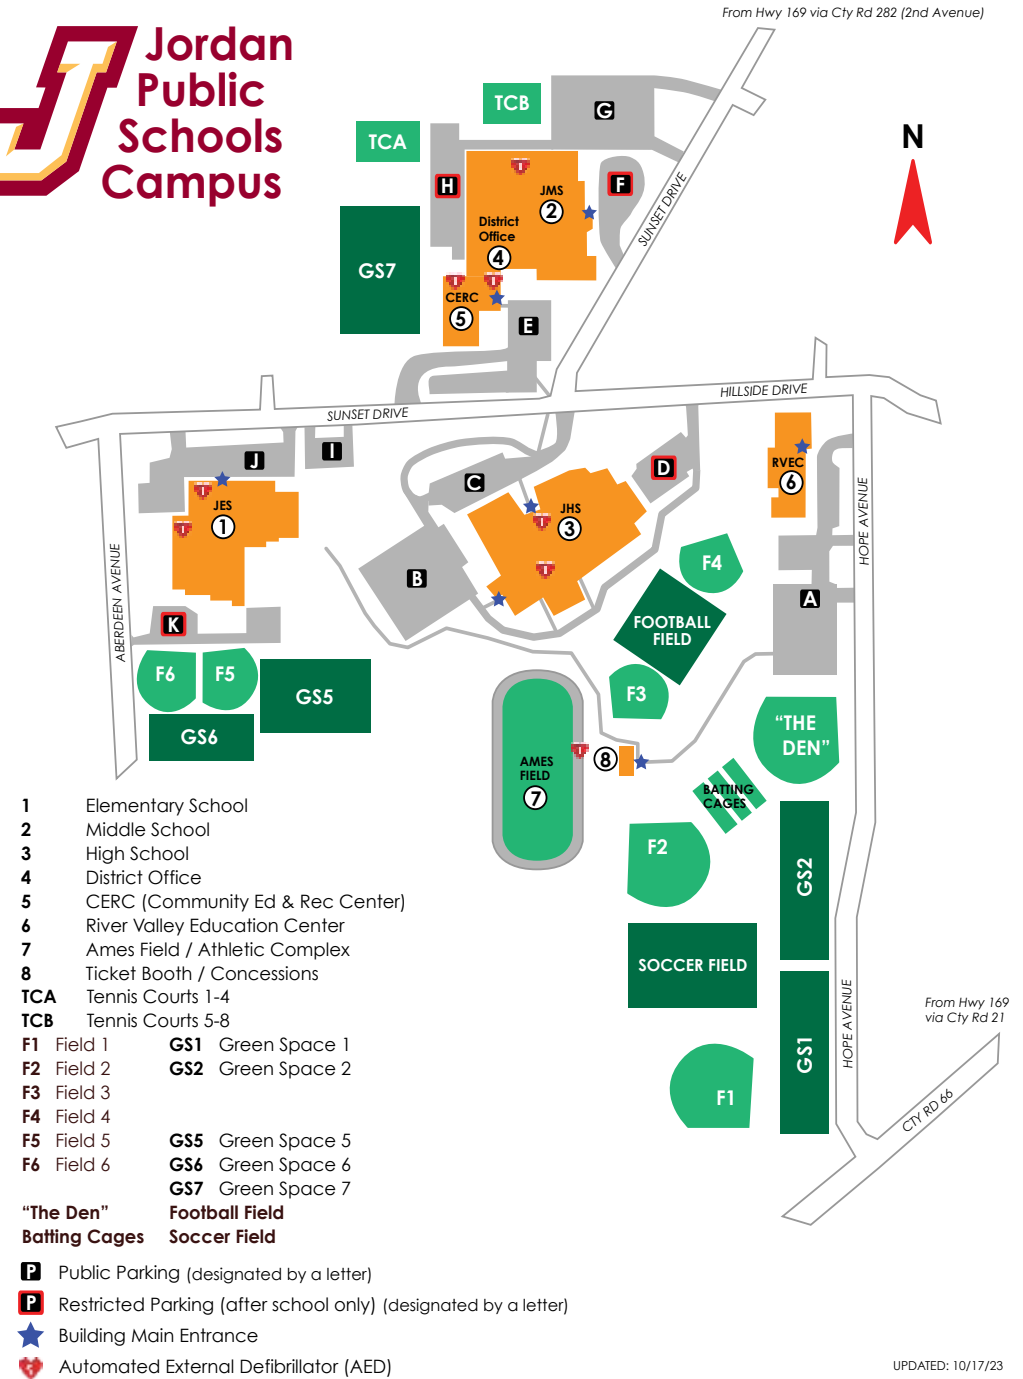 From Hwy 169 via Cty Rd 282 (2nd Avenue)
Jordan
Public
Schools
Campus
TCB
G
TCA
N
H
JMS
2
F
District
Office
4
SUNSET DRIVE
GS7
CERC
5
E
HILLSIDE DRIVE
SUNSET DRIVE
I
J
C
D
RVEC
6
JES
1
JHS
3
HOPE AVENUE
ABERDEEN AVENUE
B
F4
A
K
FOOTBALL
FIELD
F6
F5
GS5
F3
GS6
"THE
DEN"
AMES
FIELD
7
8
BATTING
CAGES
F2
GS2
SOCCER FIELD
GS1
HOPE AVENUE
From Hwy 169
via Cty Rd 21
F1
CTY RD 66
1 Elementary School
2 Middle School
3 High School
4 District Office
5 CERC (Community Ed & Rec Center)
6 River Valley Education Center
7 Ames Field / Athletic Complex
8 Ticket Booth / Concessions
TCA Tennis Courts 1-4
TCB Tennis Courts 5-8
F1 Field 1 GS1 Green Space 1
F2 Field 2 GS2 Green Space 2
F3 Field 3
F4 Field 4
F5 Field 5 GS5 Green Space 5
F6 Field 6 GS6 Green Space 6
GS7 Green Space 7
"The Den" Football Field
Batting Cages Soccer Field
P Public Parking (designated by a letter)
P Restricted Parking (after school only) (designated by a letter)
Building Main Entrance
Automated External Defibrillator (AED)
UPDATED: 10/17/23